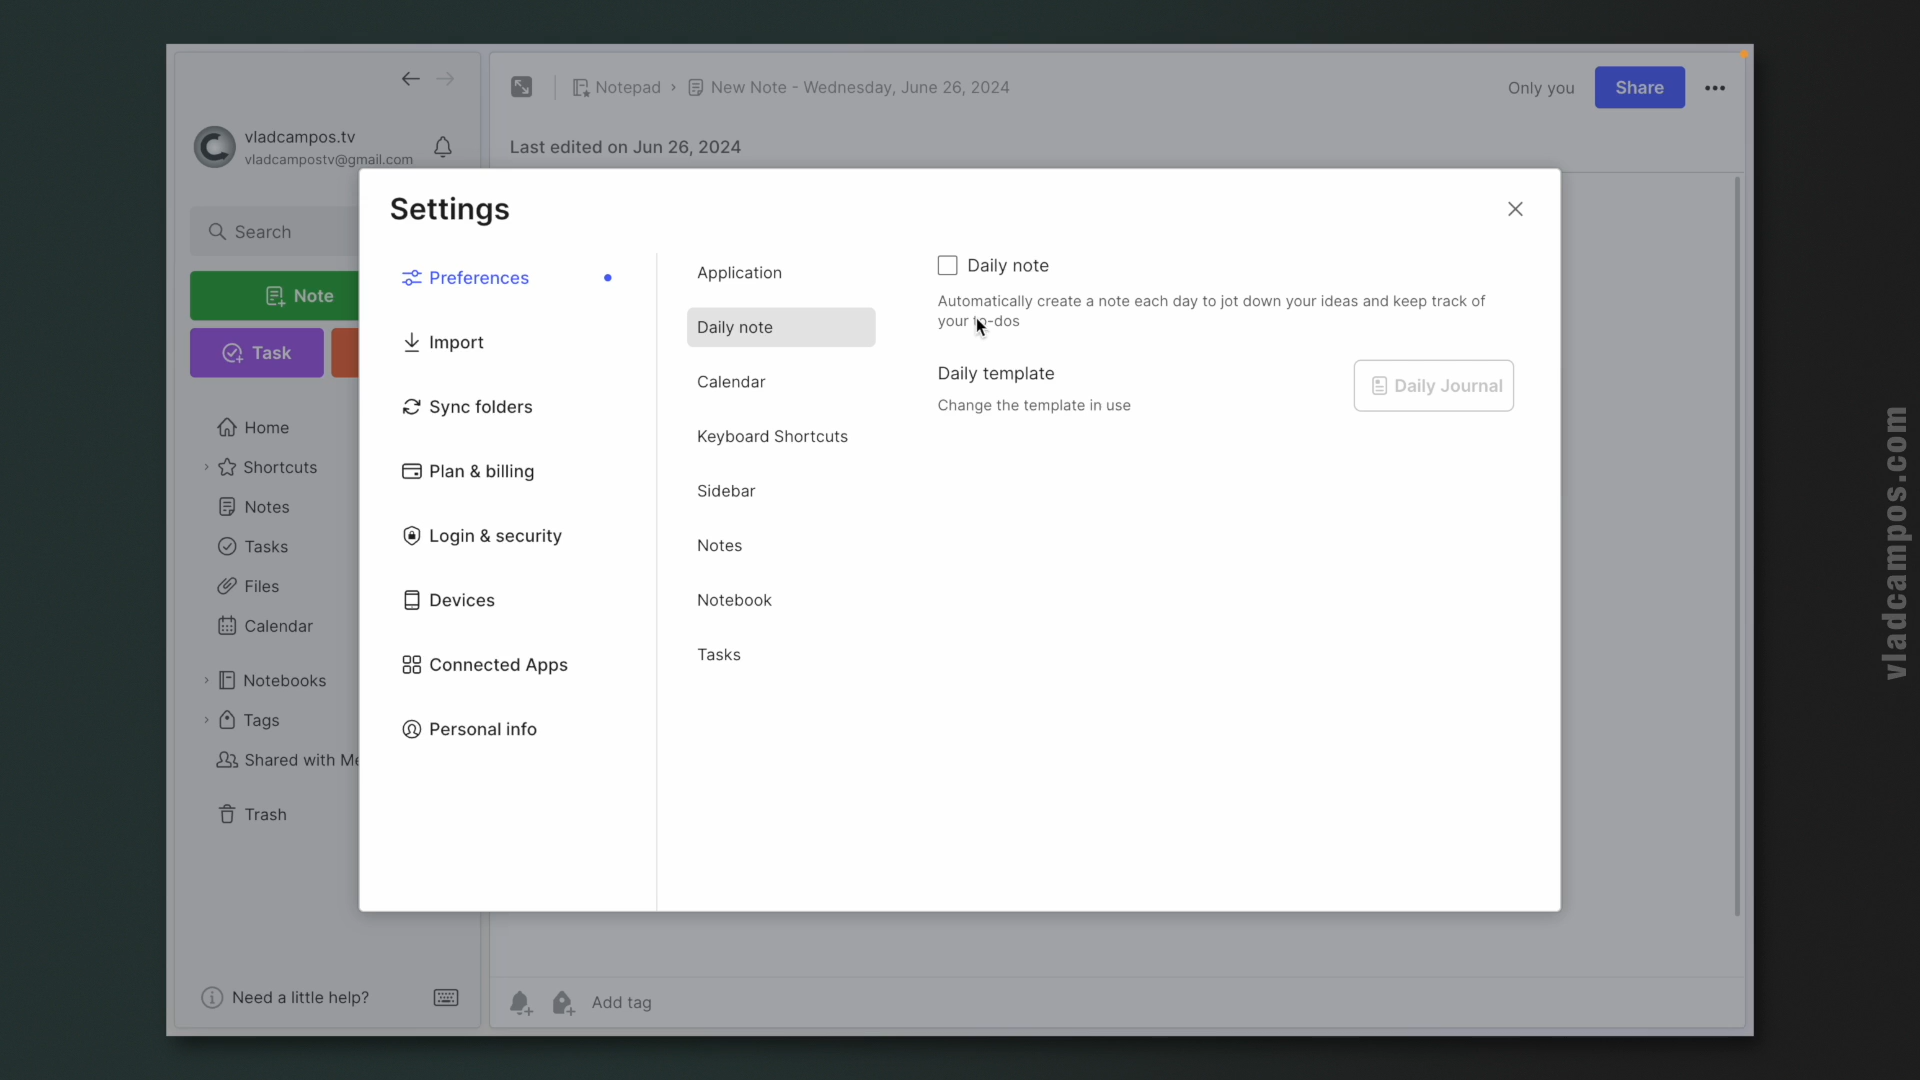 Notepad
New Note - Wednesday, June 26, 2024
Only you
Share
vladcampos.tv
vladcampostv@gmail.com
Last edited on Jun 26, 2024
Search
Note
Task
Home
Shortcuts
Notes
Tasks
Files
Calendar
Notebooks
Tags
Shared with Me
Trash
Need a little help?
Settings
Preferences
Import
Sync folders
Plan & billing
Login & security
Devices
Connected Apps
Personal info
Application
Daily note
Calendar
Keyboard Shortcuts
Sidebar
Notes
Notebook
Tasks
Daily note
Automatically create a note each day to jot down your ideas and keep track of
your to-dos
Daily template
Change the template in use
Daily Journal
Add tag
vladcampos.com